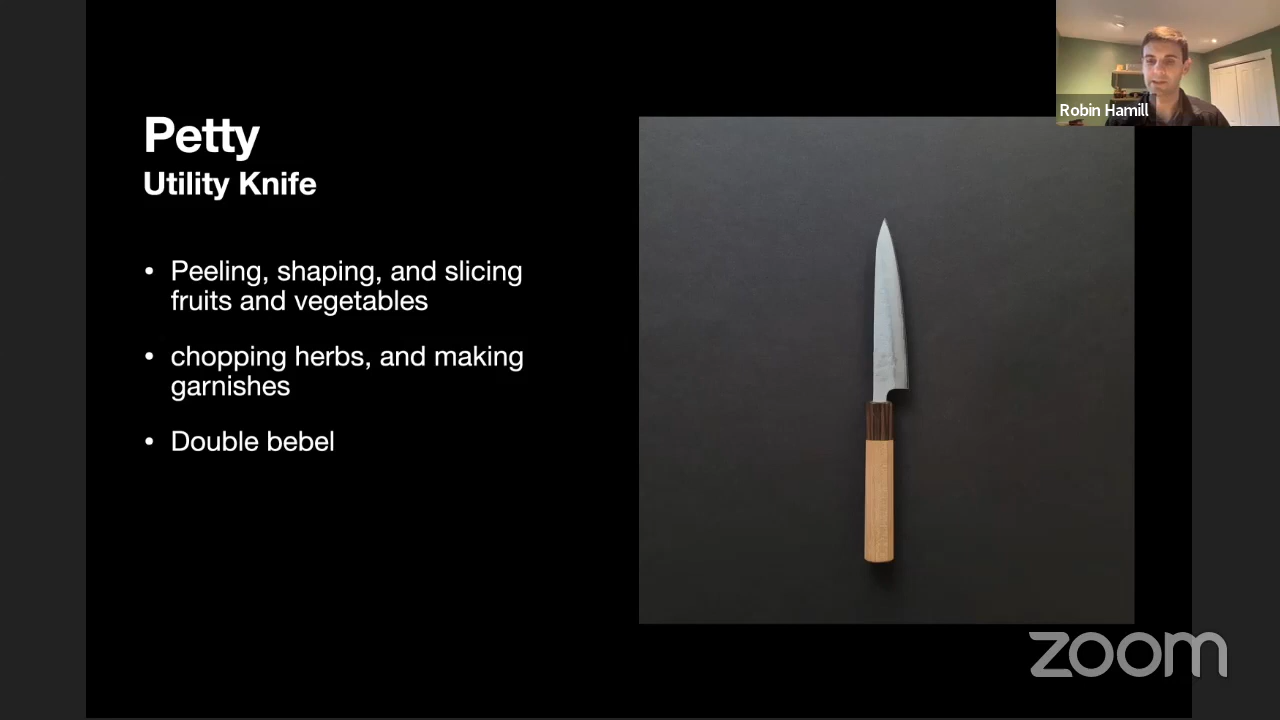 Petty
Utility Knife
• Peeling, shaping, and slicing
fruits and vegetables
• chopping herbs, and making
garnishes
• Double bebel
Robin Hamill
zoom